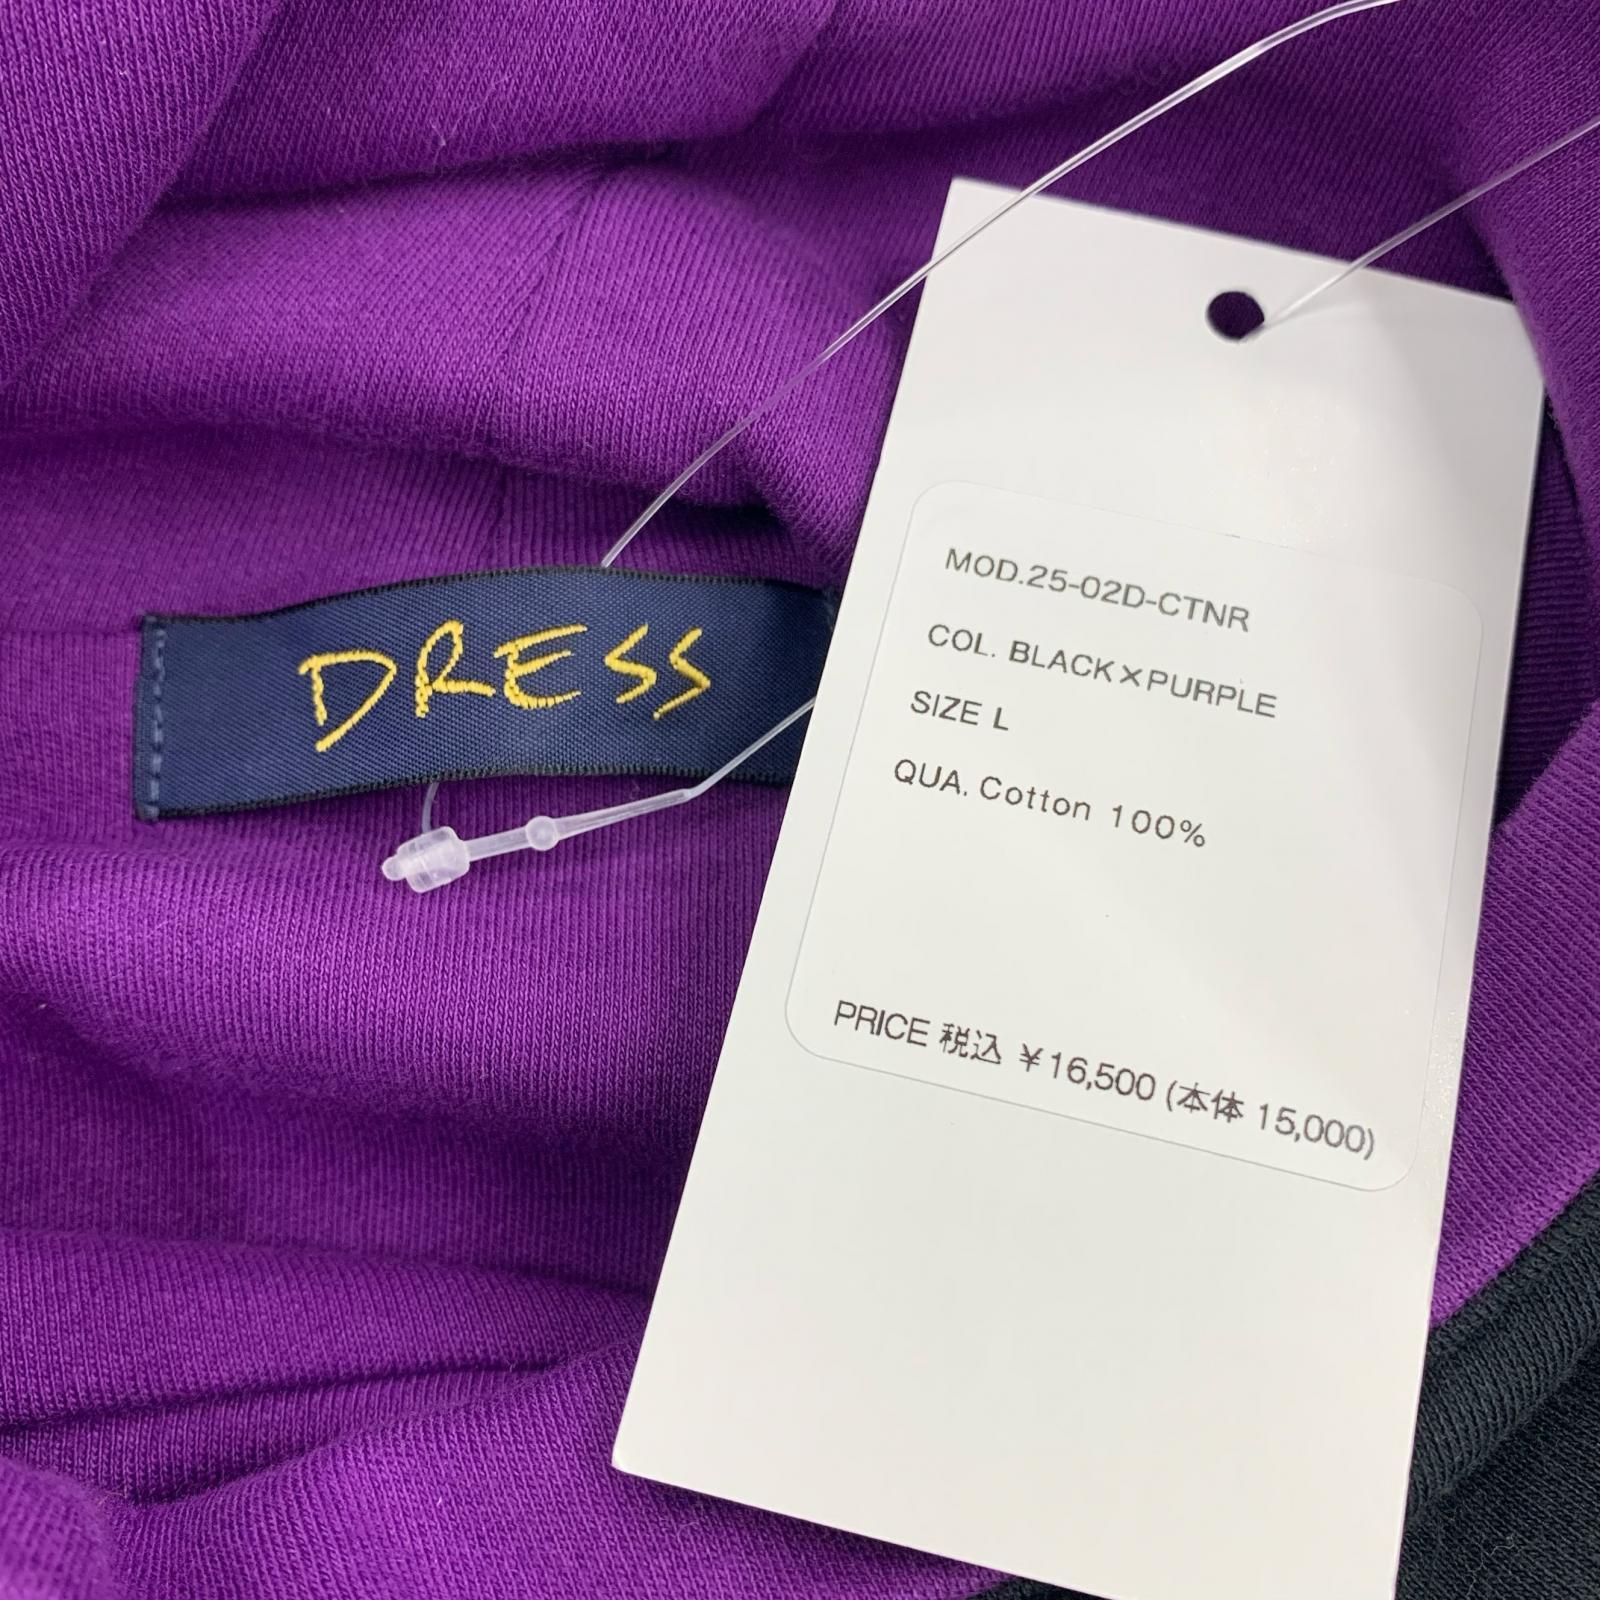 DRESS
MOD.25-02D-CTNR
COL. BLACK×PURPLE
SIZE L
QUA. Cotton 100%
PRICE 税込 ¥16,500 (本体 15,000)